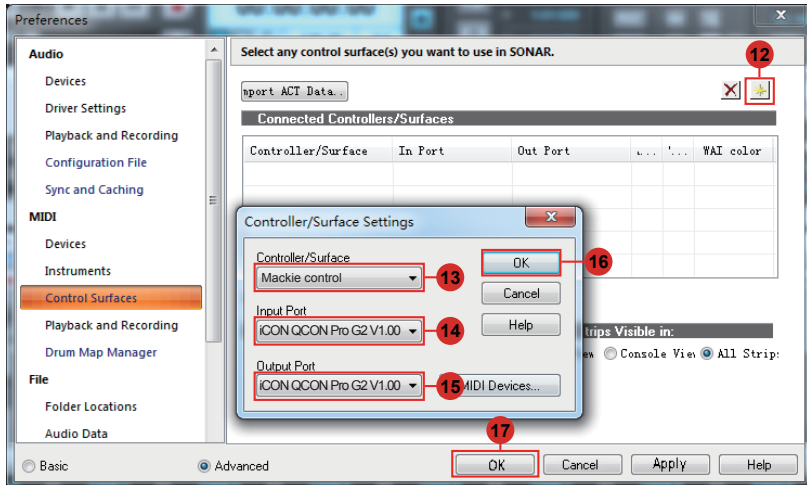 Preferences
x
Audio
Devices
Driver Settings
Playback and Recording
Configuration File
Sync and Caching
MIDI
Devices
Instruments
Control Surfaces
Playback and Recording
Drum Map Manager
File
Folder Locations
Audio Data
Basic
Advanced
Select any control surface(s) you want to use in SONAR.
12
mport ACT Data..
Connected Controllers/Surfaces
Controller/Surface In Port Out Port ... '... WAI color
Controller/Surface Settings
x
Controller/Surface
Mackie control
13
Input Port
iCON QCON Pro G2 V1.00
14
Output Port
iCON QCON Pro G2 V1.00
15
OK
16
Cancel
Help
MIDI Devices...
trips Visible in:
ew Console View All Strip:
17
OK Cancel Apply Help